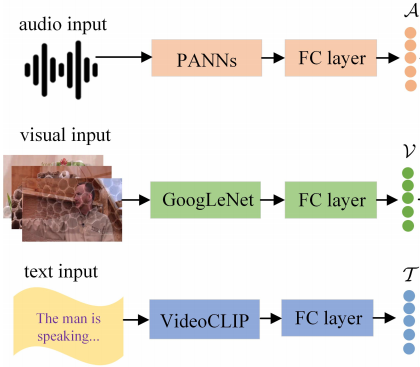 audio input
𝒜
PANNs
FC layer
visual input
𝒱
GoogLeNet
FC layer
text input
𝒯
The man is
speaking...
VideoCLIP
FC layer